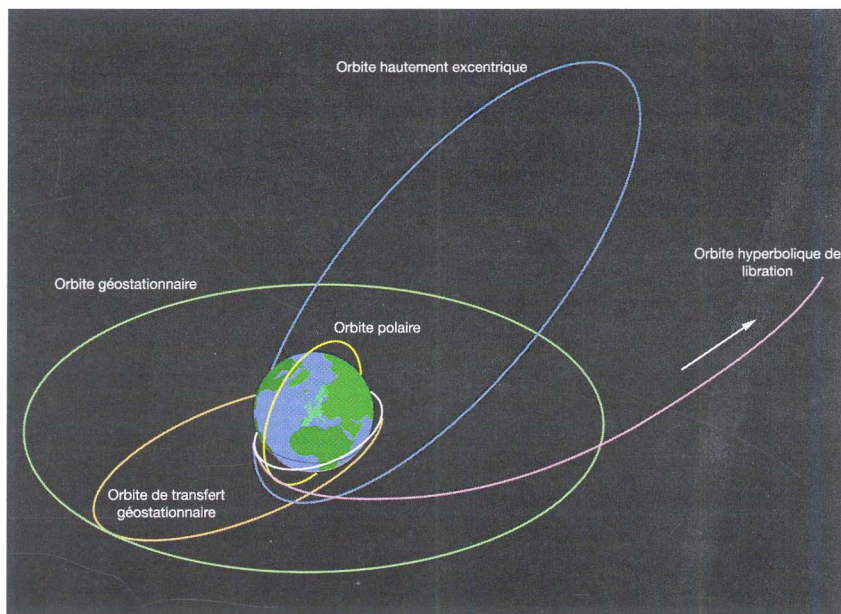 Orbite hautement excentrique
Orbite hyperbolique de
libration
Orbite géostationnaire
Orbite polaire
Orbite de transfert
géostationnaire